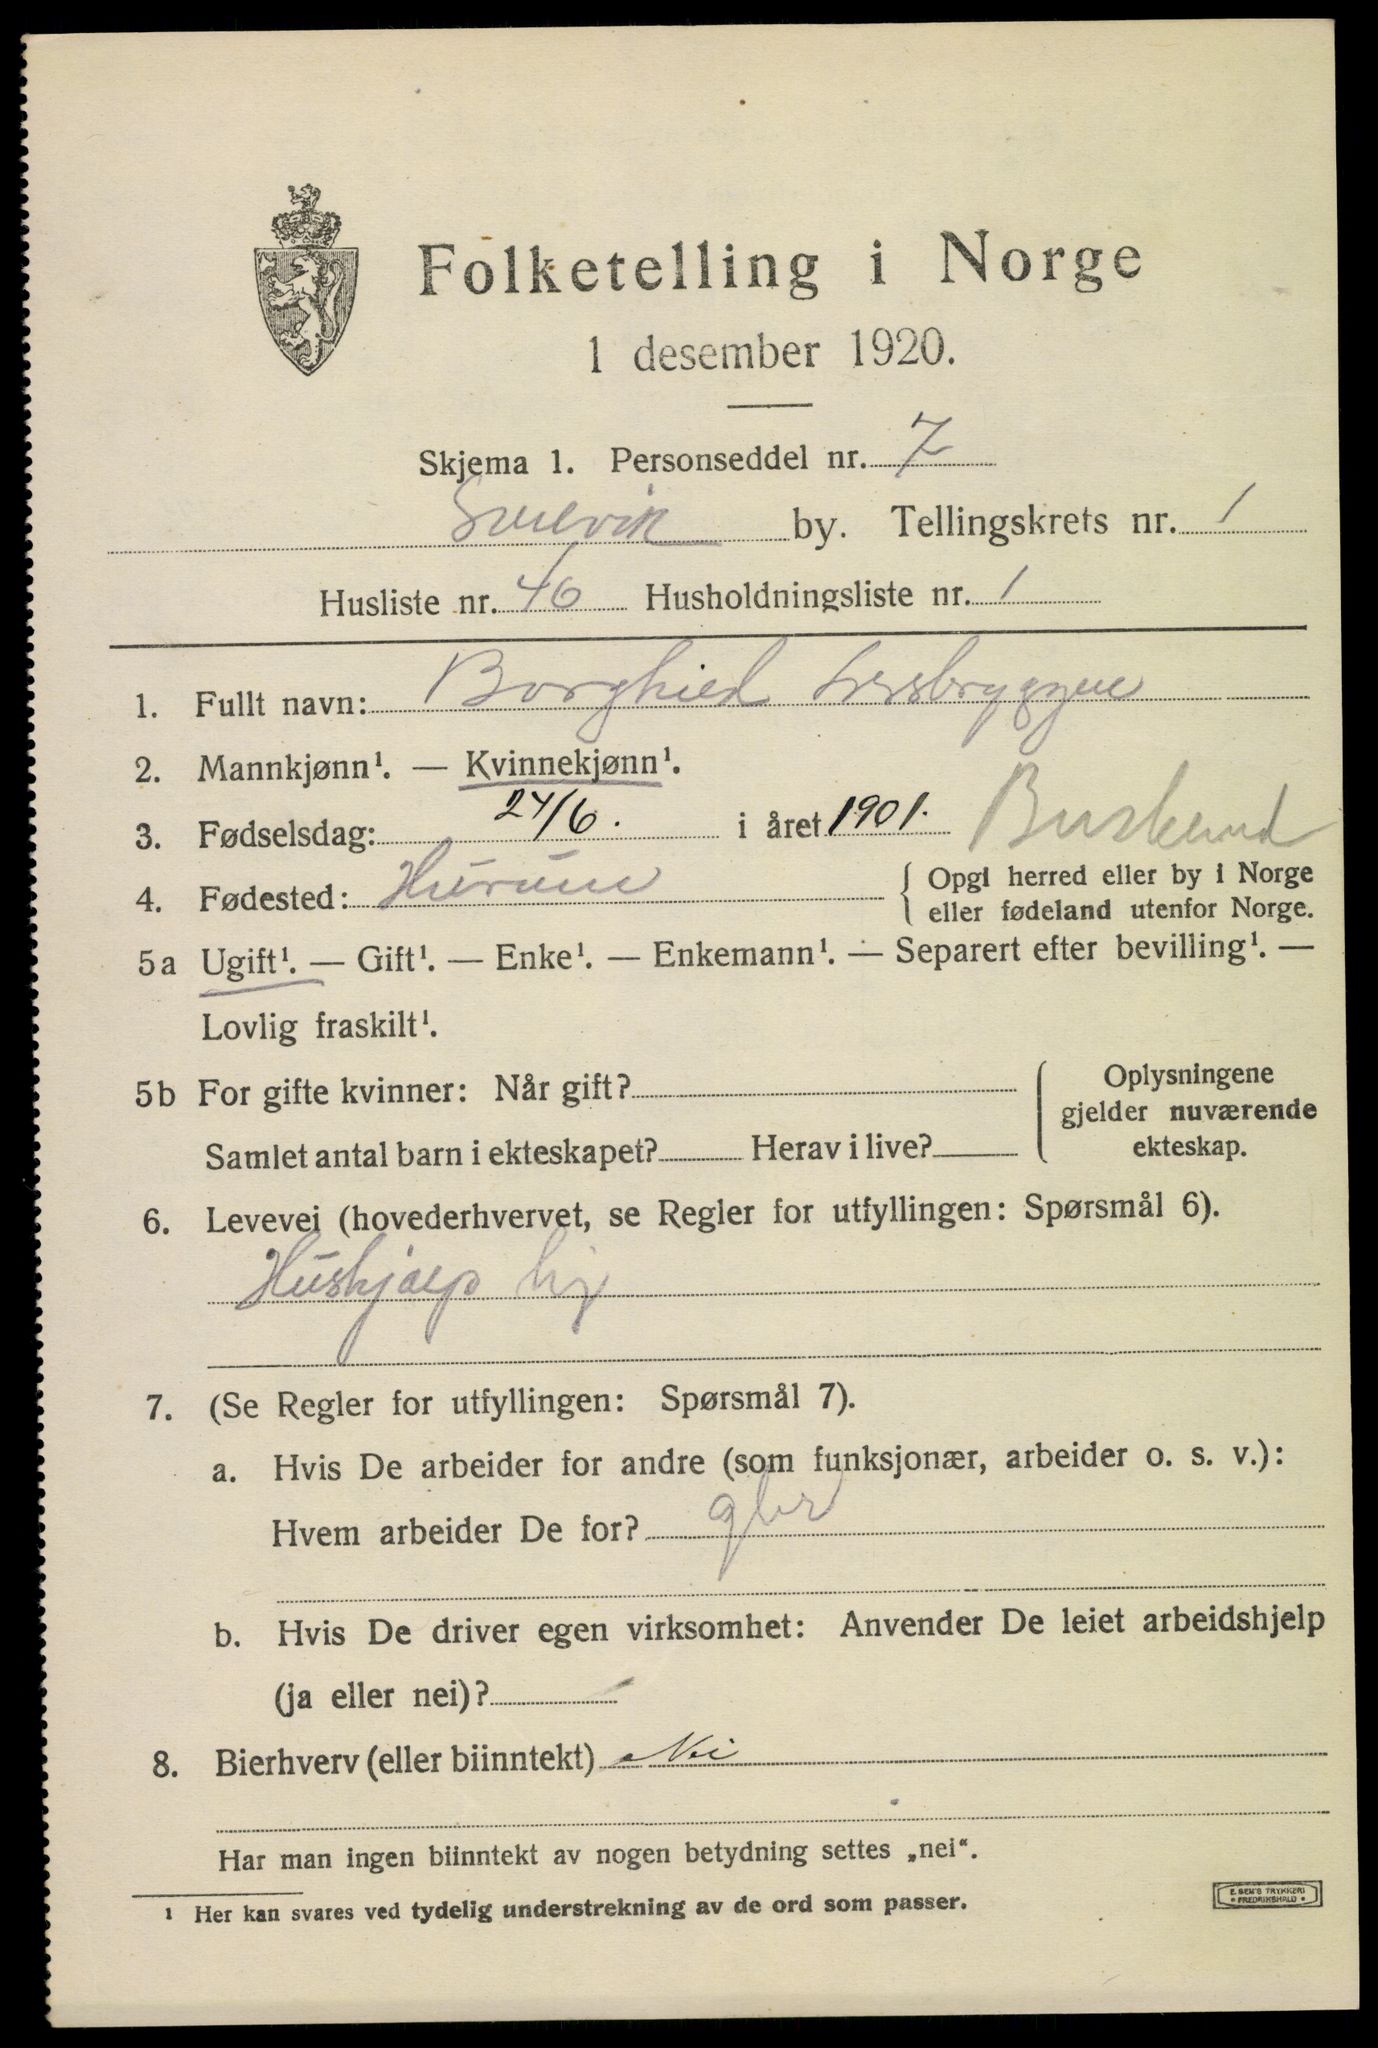 Folketelling i Norge
1 desember 1920.
Skjema 1. Personseddel nr. 7
Svelvik by. Tellingskrets nr. 1
Husliste nr. 46 Husholdningsliste nr. 1
1. Fullt navn: Borghild
2. Mannkjønn¹. — Kvinnekjønn¹.
3. Fødselsdag: 24/6. i året 1901. Buskerud
4. Fødested: Hurum { Opgi herred eller by i Norge
eller fødeland utenfor Norge.
5a Ugift¹. — Gift¹. — Enke¹. — Enkemann¹. — Separert efter bevilling¹. —
Lovlig fraskilt¹.
5b For gifte kvinner: Når gift? Oplysningene
gjelder nuværende
Samlet antal barn i ekteskapet? Herav i live? ekteskap.
6. Levevei (hovederhvervet, se Regler for utfyllingen: Spørsmål 6).
Hushjælp
7. (Se Regler for utfyllingen: Spørsmål 7).
a. Hvis De arbeider for andre (som funksjonær, arbeider o. s. v.):
Hvem arbeider De for?
b. Hvis De driver egen virksomhet: Anvender De leiet arbeidshjelp
(ja eller nei)?
8. Bierhverv (eller biinntekt) Nei
Har man ingen biinntekt av nogen betydning settes „nei“.
¹ Her kan svares ved tydelig understrekning av de ord som passer.
E. SEM'S TRYKKERI
• FREDRIKSHALD •